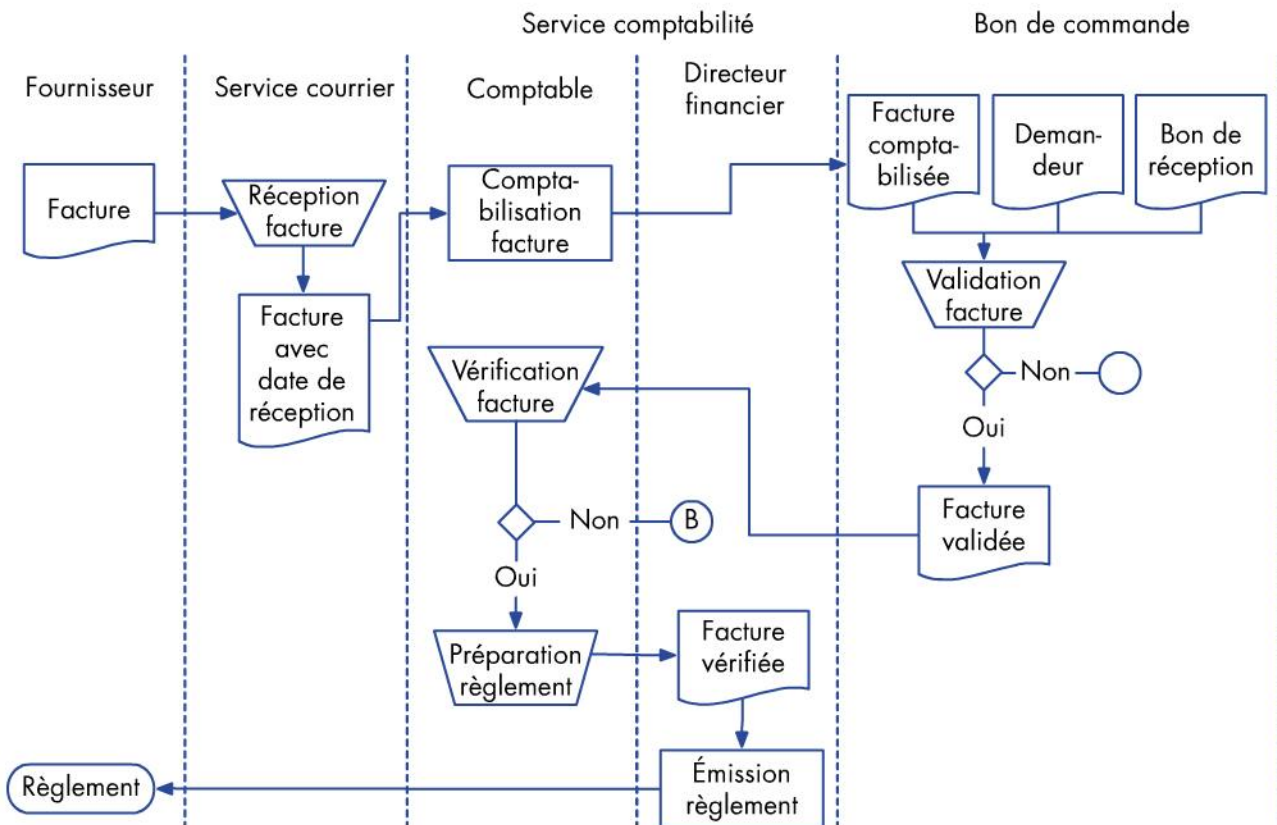 Service comptabilité
Bon de commande
Fournisseur
Service courrier
Comptable
Directeur
financier
Facture
Réception
facture
Compta-
bilisation
facture
Facture
compta-
bilisée
Deman-
deur
Bon de
réception
Validation
facture
Facture
avec
date de
réception
Vérification
facture
Non
Oui
Non
B
Facture
validée
Oui
Préparation
règlement
Facture
vérifiée
Règlement
Émission
règlement